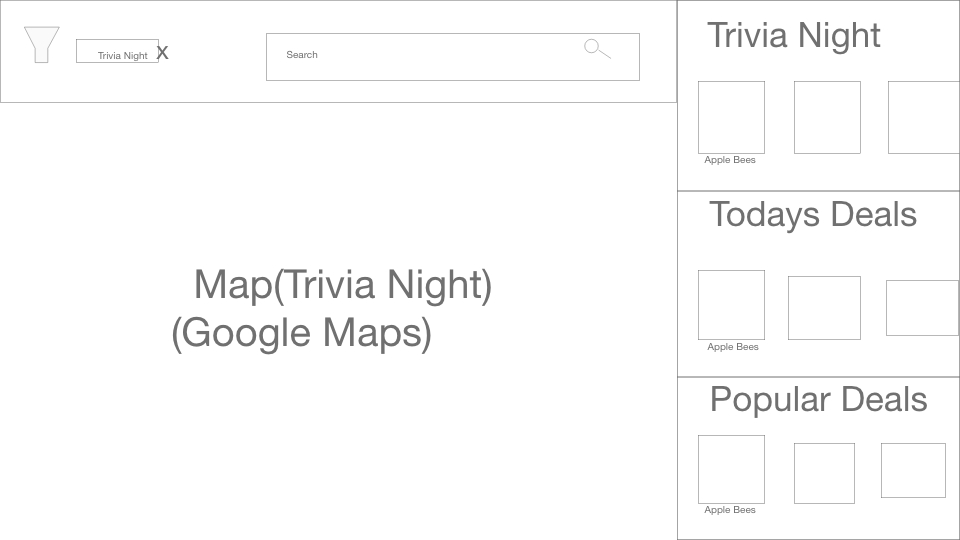 Trivia Night X
Search
Map(Trivia Night)
(Google Maps)
Trivia Night
Apple Bees
Todays Deals
Apple Bees
Popular Deals
Apple Bees